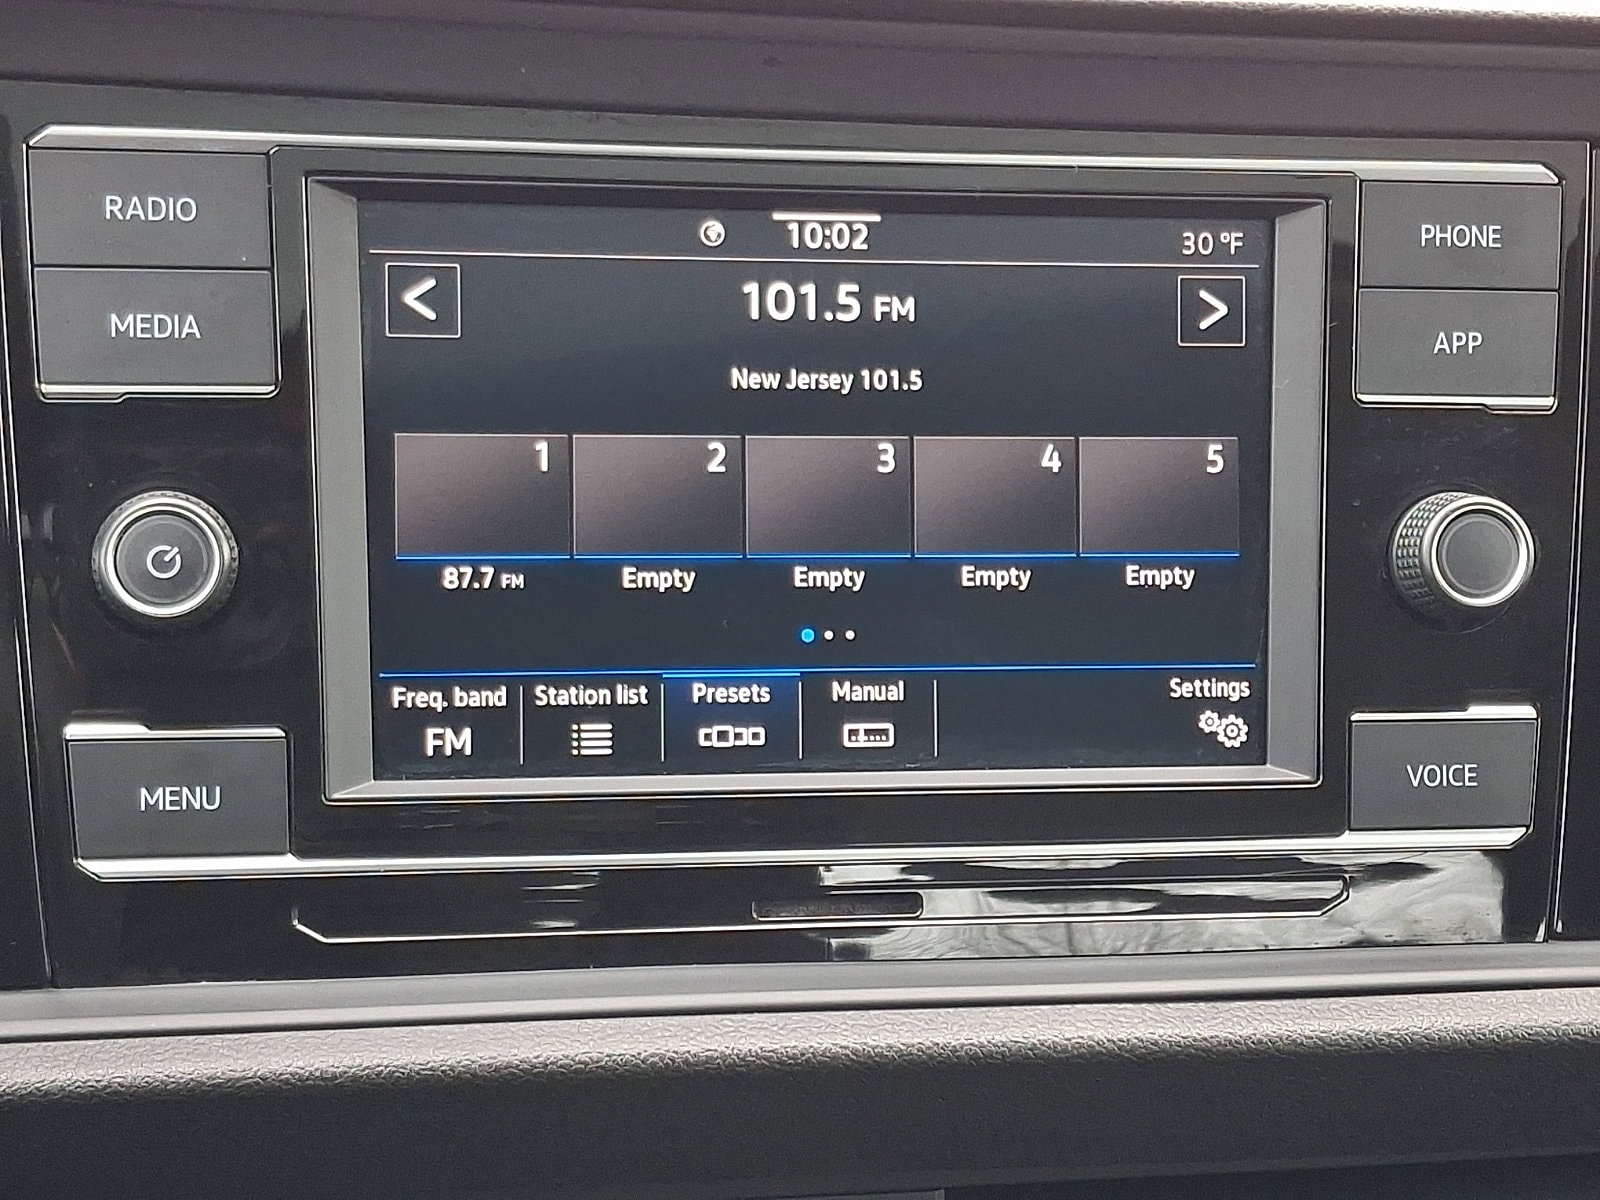 RADIO
MEDIA
MENU
10:02
30 °F
<
101.5 FM
>
New Jersey 101.5
1
2
3
4
5
87.7 FM
Empty
Empty
Empty
Empty
Freq. band
Station list
Presets
Manual
Settings
FM
PHONE
APP
VOICE